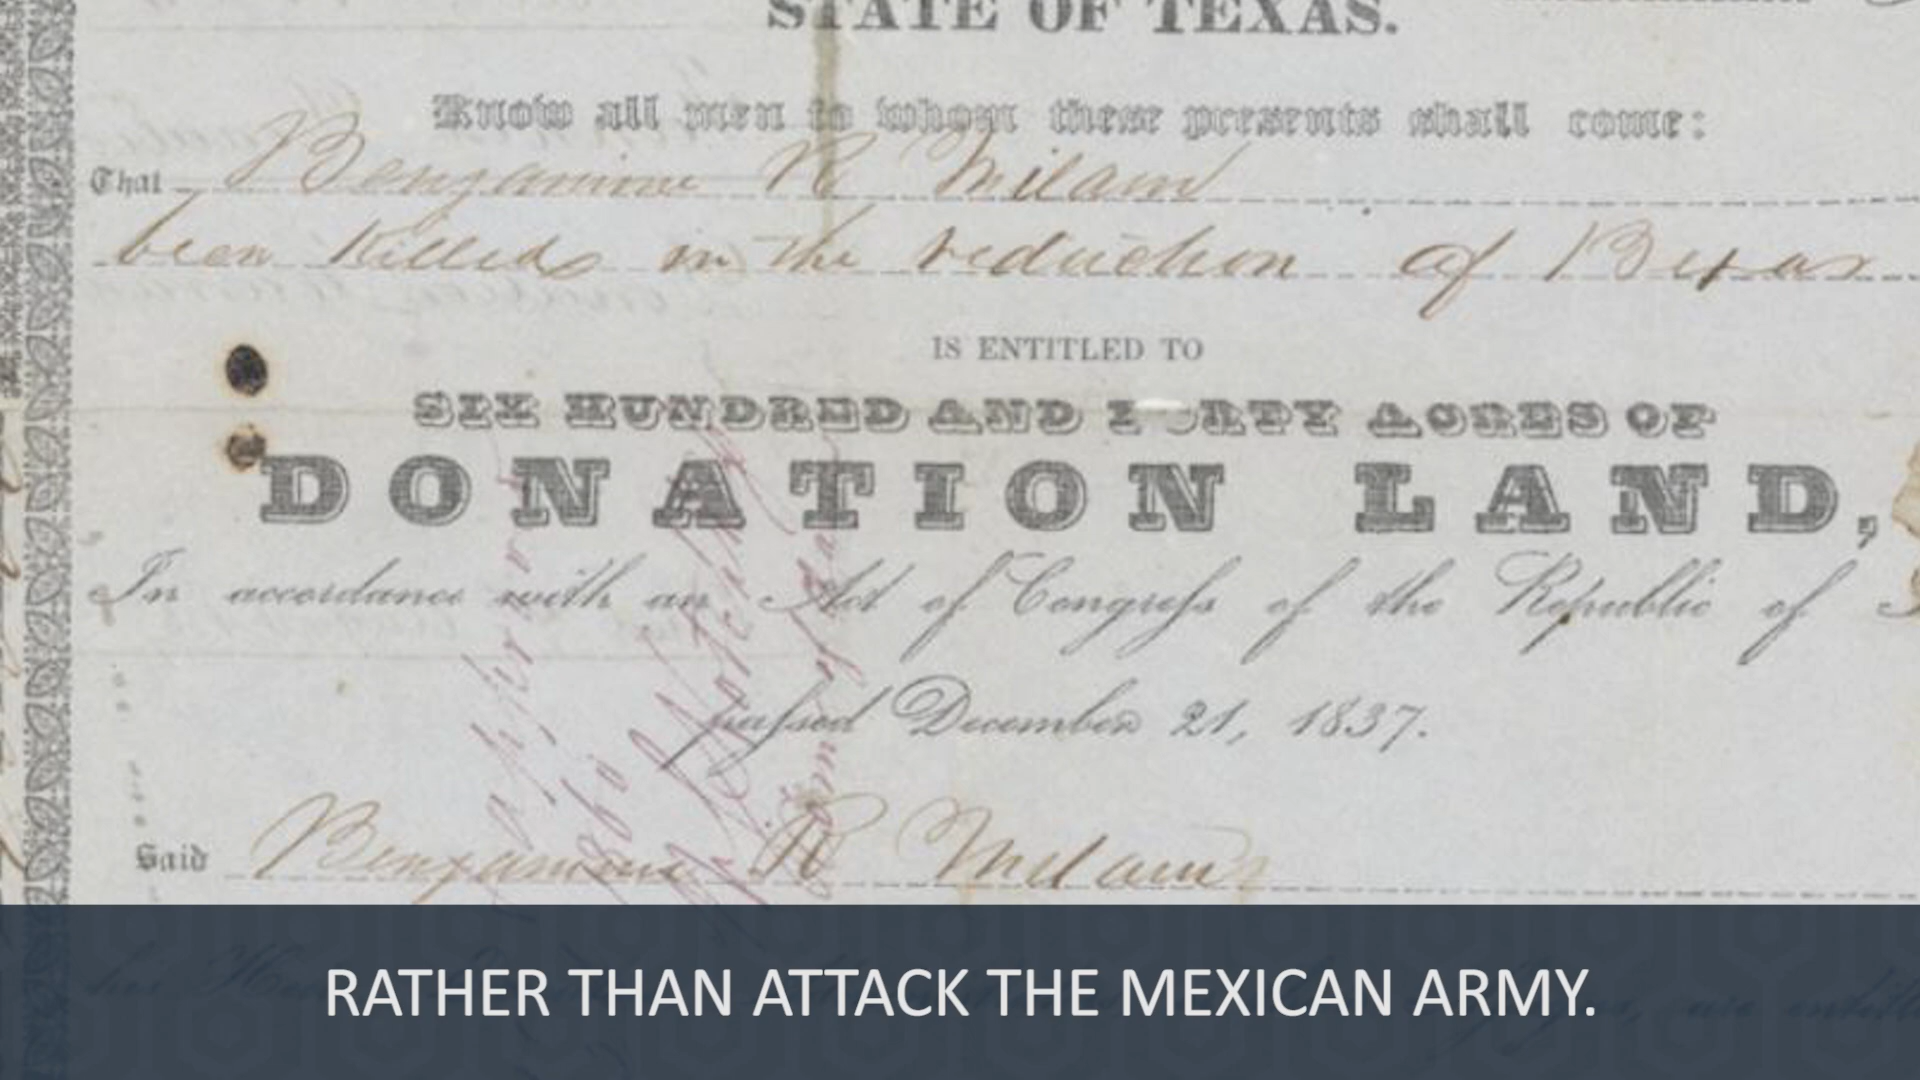 STATE OF TEXAS.
Know all men to whom these presents shall come:
That Benjamin R Milam
been killed in the reduction of Bexar
IS ENTITLED TO
SIX HUNDRED AND FORTY ACRES OF
DONATION LAND,
In accordance with an Act of Congress of the Republic of
passed December 21, 1837.
Said Benjamin R Milam
RATHER THAN ATTACK THE MEXICAN ARMY.